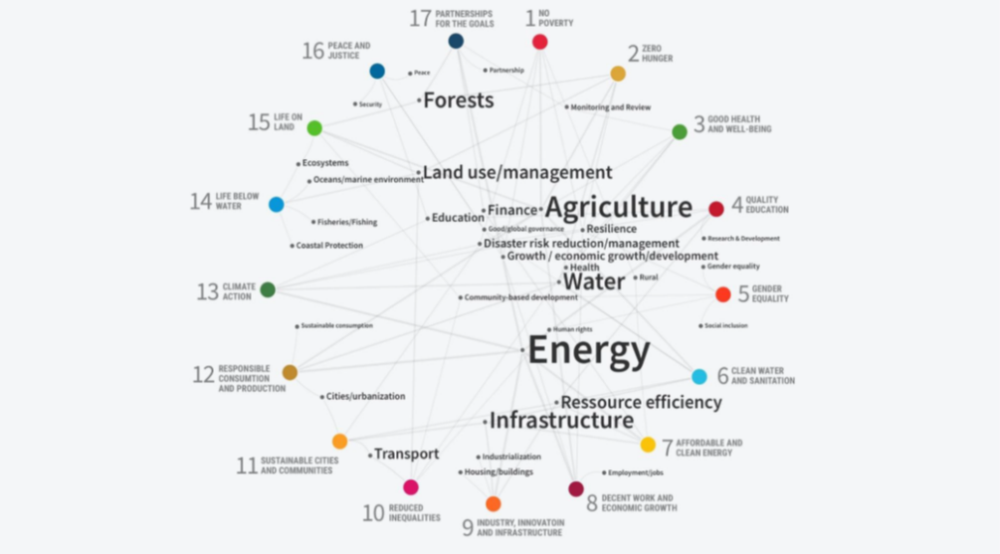 17 PARTNERSHIPS
FOR THE GOALS
1 NO
POVERTY
16 PEACE AND
JUSTICE
2 ZERO
HUNGER
Peace
Partnership
Security
Forests
Monitoring and Review
15 LIFE ON
LAND
3 GOOD HEALTH
AND WELL-BEING
Ecosystems
Land use/management
Oceans/marine environment
14 LIFE BELOW
WATER
4 QUALITY
EDUCATION
Finance
Agriculture
Education
Fisheries/Fishing
Good/global governance
Resilience
Research & Development
Coastal Protection
Disaster risk reduction/management
Growth / economic growth/development
Health
Gender equality
Water
Rural
13 CLIMATE
ACTION
5 GENDER
EQUALITY
Community-based development
Sustainable consumption
Human rights
Social inclusion
Energy
12 RESPONSIBLE
CONSUMTION
AND PRODUCTION
6 CLEAN WATER
AND SANITATION
Cities/urbanization
Ressource efficiency
Infrastructure
7 AFFORDABLE AND
CLEAN ENERGY
Transport
Industrialization
11 SUSTAINABLE CITIES
AND COMMUNITIES
Housing/buildings
Employment/jobs
10 REDUCED
INEQUALITIES
8 DECENT WORK AND
ECONOMIC GROWTH
9 INDUSTRY, INNOVATOIN
AND INFRASTRUCTURE